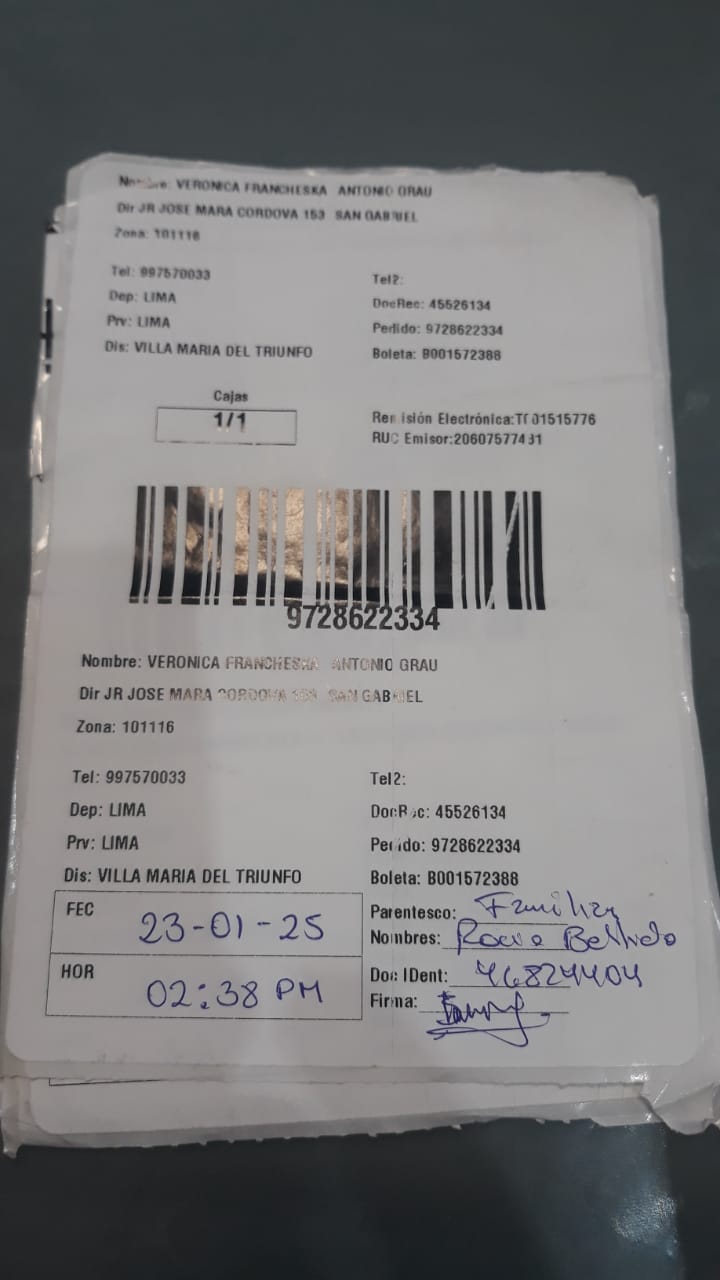 Nombre: VERONICA FRANCHESKA ANTONIO GRAU
Dir JR JOSE MARA CORDOVA 153 SAN GABRIEL
Zona: 101116
Tel: 997570033 Tel2:
Dep: LIMA DocRec: 45526134
Prv: LIMA Pedido: 9728622334
Dis: VILLA MARIA DEL TRIUNFO Boleta: B001572388
Cajas
1/1
Remisión Electrónica:T001515776
RUC Emisor:20607577431
9728622334
Nombre: VERONICA FRANCHESKA ANTONIO GRAU
Dir JR JOSE MARA CORDOVA 153 SAN GABRIEL
Zona: 101116
Tel: 997570033 Tel2:
Dep: LIMA DocRec: 45526134
Prv: LIMA Pedido: 9728622334
Dis: VILLA MARIA DEL TRIUNFO Boleta: B001572388
FEC 23-01-25 Parentesco: Familiar
Nombres:
HOR 02:38 PM Doc IDent: 46824404
Firma: